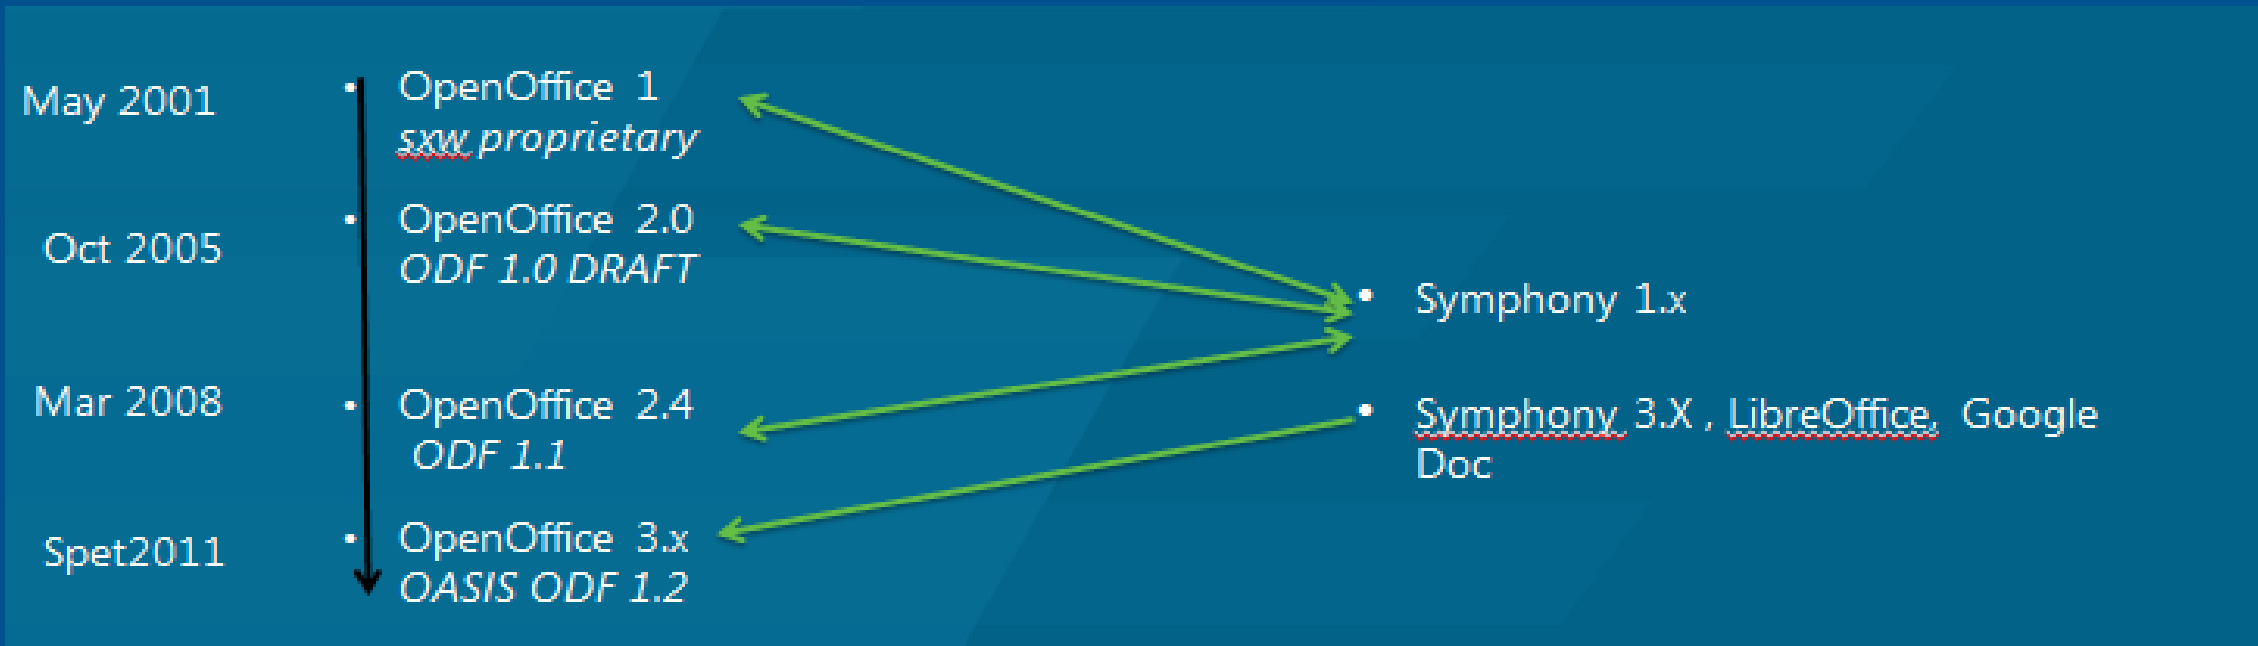 May 2001
• OpenOffice 1
sxw proprietary
Oct 2005
• OpenOffice 2.0
ODF 1.0 DRAFT
Mar 2008
• OpenOffice 2.4
ODF 1.1
Spet2011
• OpenOffice 3.x
OASIS ODF 1.2
• Symphony 1.x
• Symphony 3.X , LibreOffice, Google
Doc